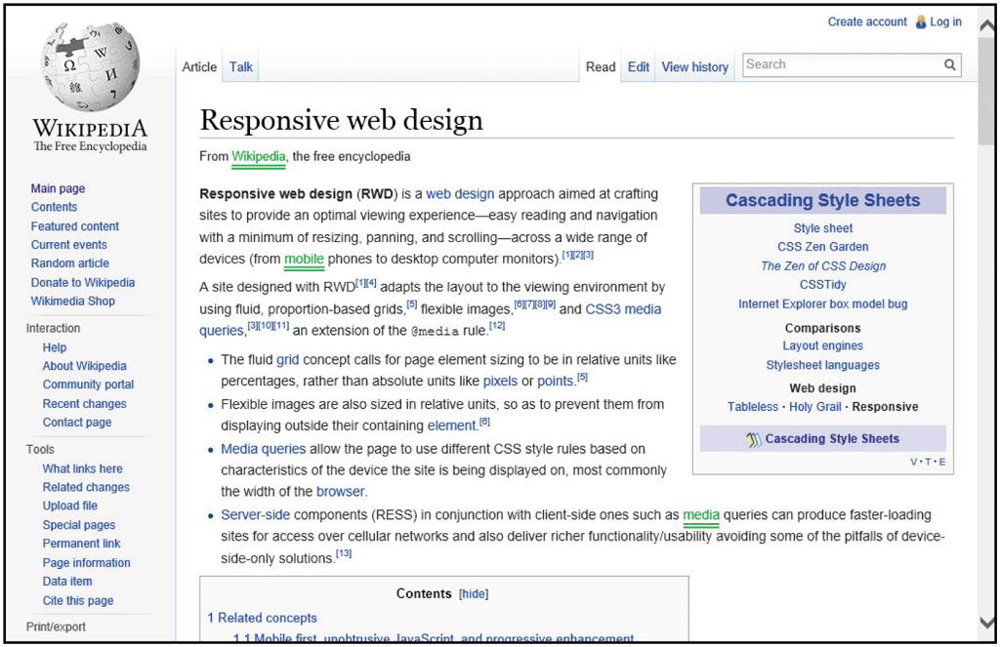 Create account Log in
Article Talk Read Edit View history Search
WIKIPEDIA
The Free Encyclopedia
Main page
Contents
Featured content
Current events
Random article
Donate to Wikipedia
Wikimedia Shop
Interaction
Help
About Wikipedia
Community portal
Recent changes
Contact page
Tools
What links here
Related changes
Upload file
Special pages
Permanent link
Page information
Data item
Cite this page
Print/export
Responsive web design
From Wikipedia, the free encyclopedia
Responsive web design (RWD) is a web design approach aimed at crafting
sites to provide an optimal viewing experience—easy reading and navigation
with a minimum of resizing, panning, and scrolling—across a wide range of
devices (from mobile phones to desktop computer monitors).[1][2][3]
A site designed with RWD[1][4] adapts the layout to the viewing environment by
using fluid, proportion-based grids,[5] flexible images,[6][7][8][9] and CSS3 media
queries,[3][10][11] an extension of the @media rule.[12]
• The fluid grid concept calls for page element sizing to be in relative units like
percentages, rather than absolute units like pixels or points.[5]
• Flexible images are also sized in relative units, so as to prevent them from
displaying outside their containing element.[6]
• Media queries allow the page to use different CSS style rules based on
characteristics of the device the site is being displayed on, most commonly
the width of the browser.
• Server-side components (RESS) in conjunction with client-side ones such as media queries can produce faster-loading
sites for access over cellular networks and also deliver richer functionality/usability avoiding some of the pitfalls of device-
side-only solutions.[13]
Cascading Style Sheets
Style sheet
CSS Zen Garden
The Zen of CSS Design
CSSTidy
Internet Explorer box model bug
Comparisons
Layout engines
Stylesheet languages
Web design
Tableless · Holy Grail · Responsive
Cascading Style Sheets
V · T · E
Contents [hide]
1 Related concepts
1.1 Mobile first, unobtrusive JavaScript, and progressive enhancement